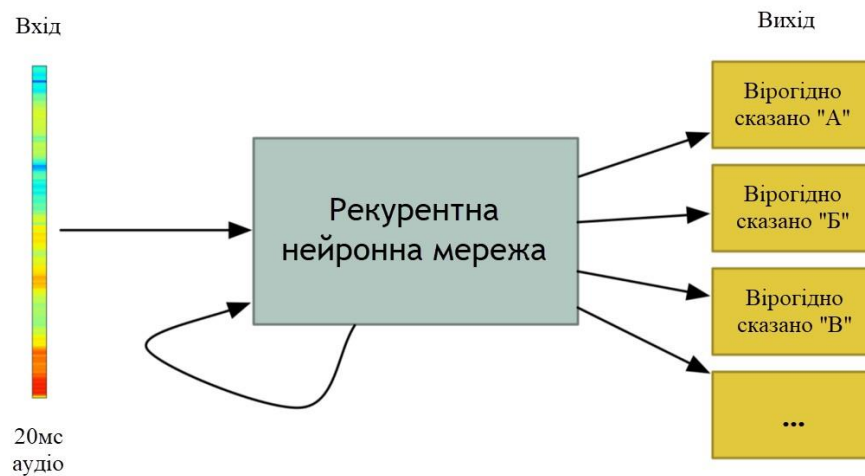 Вхід
20мс
аудіо
Рекурентна
нейронна мережа
Вихід
Вірогідно
сказано "А"
Вірогідно
сказано "Б"
Вірогідно
сказано "В"
...